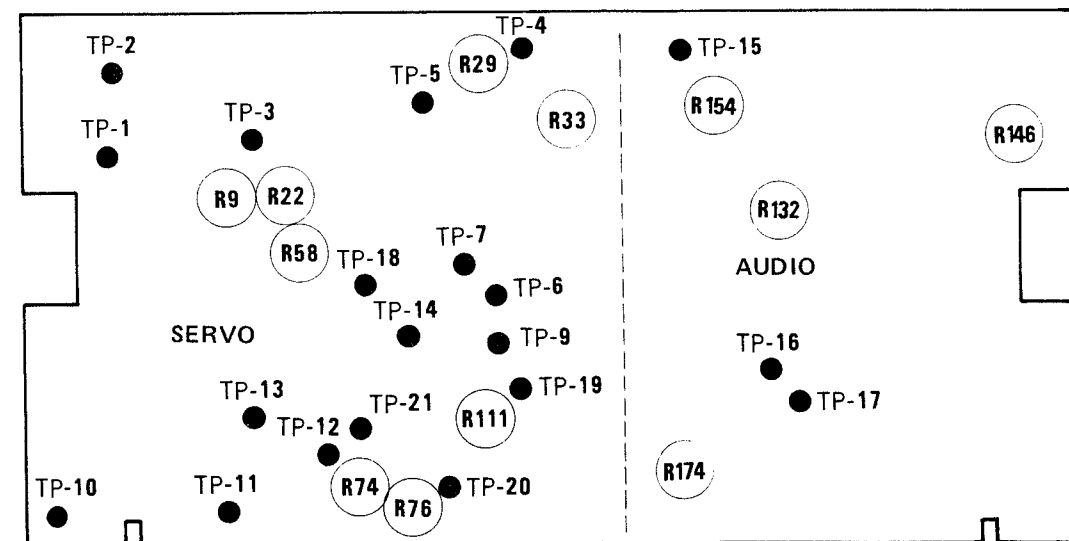 TP-4
TP-2
TP-15
R29
TP-5
R154
TP-3
R33
TP-1
R146
R9
R22
R132
R58
TP-7
TP-18
AUDIO
TP-6
TP-14
SERVO
TP-9
TP-16
TP-19
TP-13
TP-21
TP-17
R111
TP-12
R174
TP-10
TP-11
R74
TP-20
R76